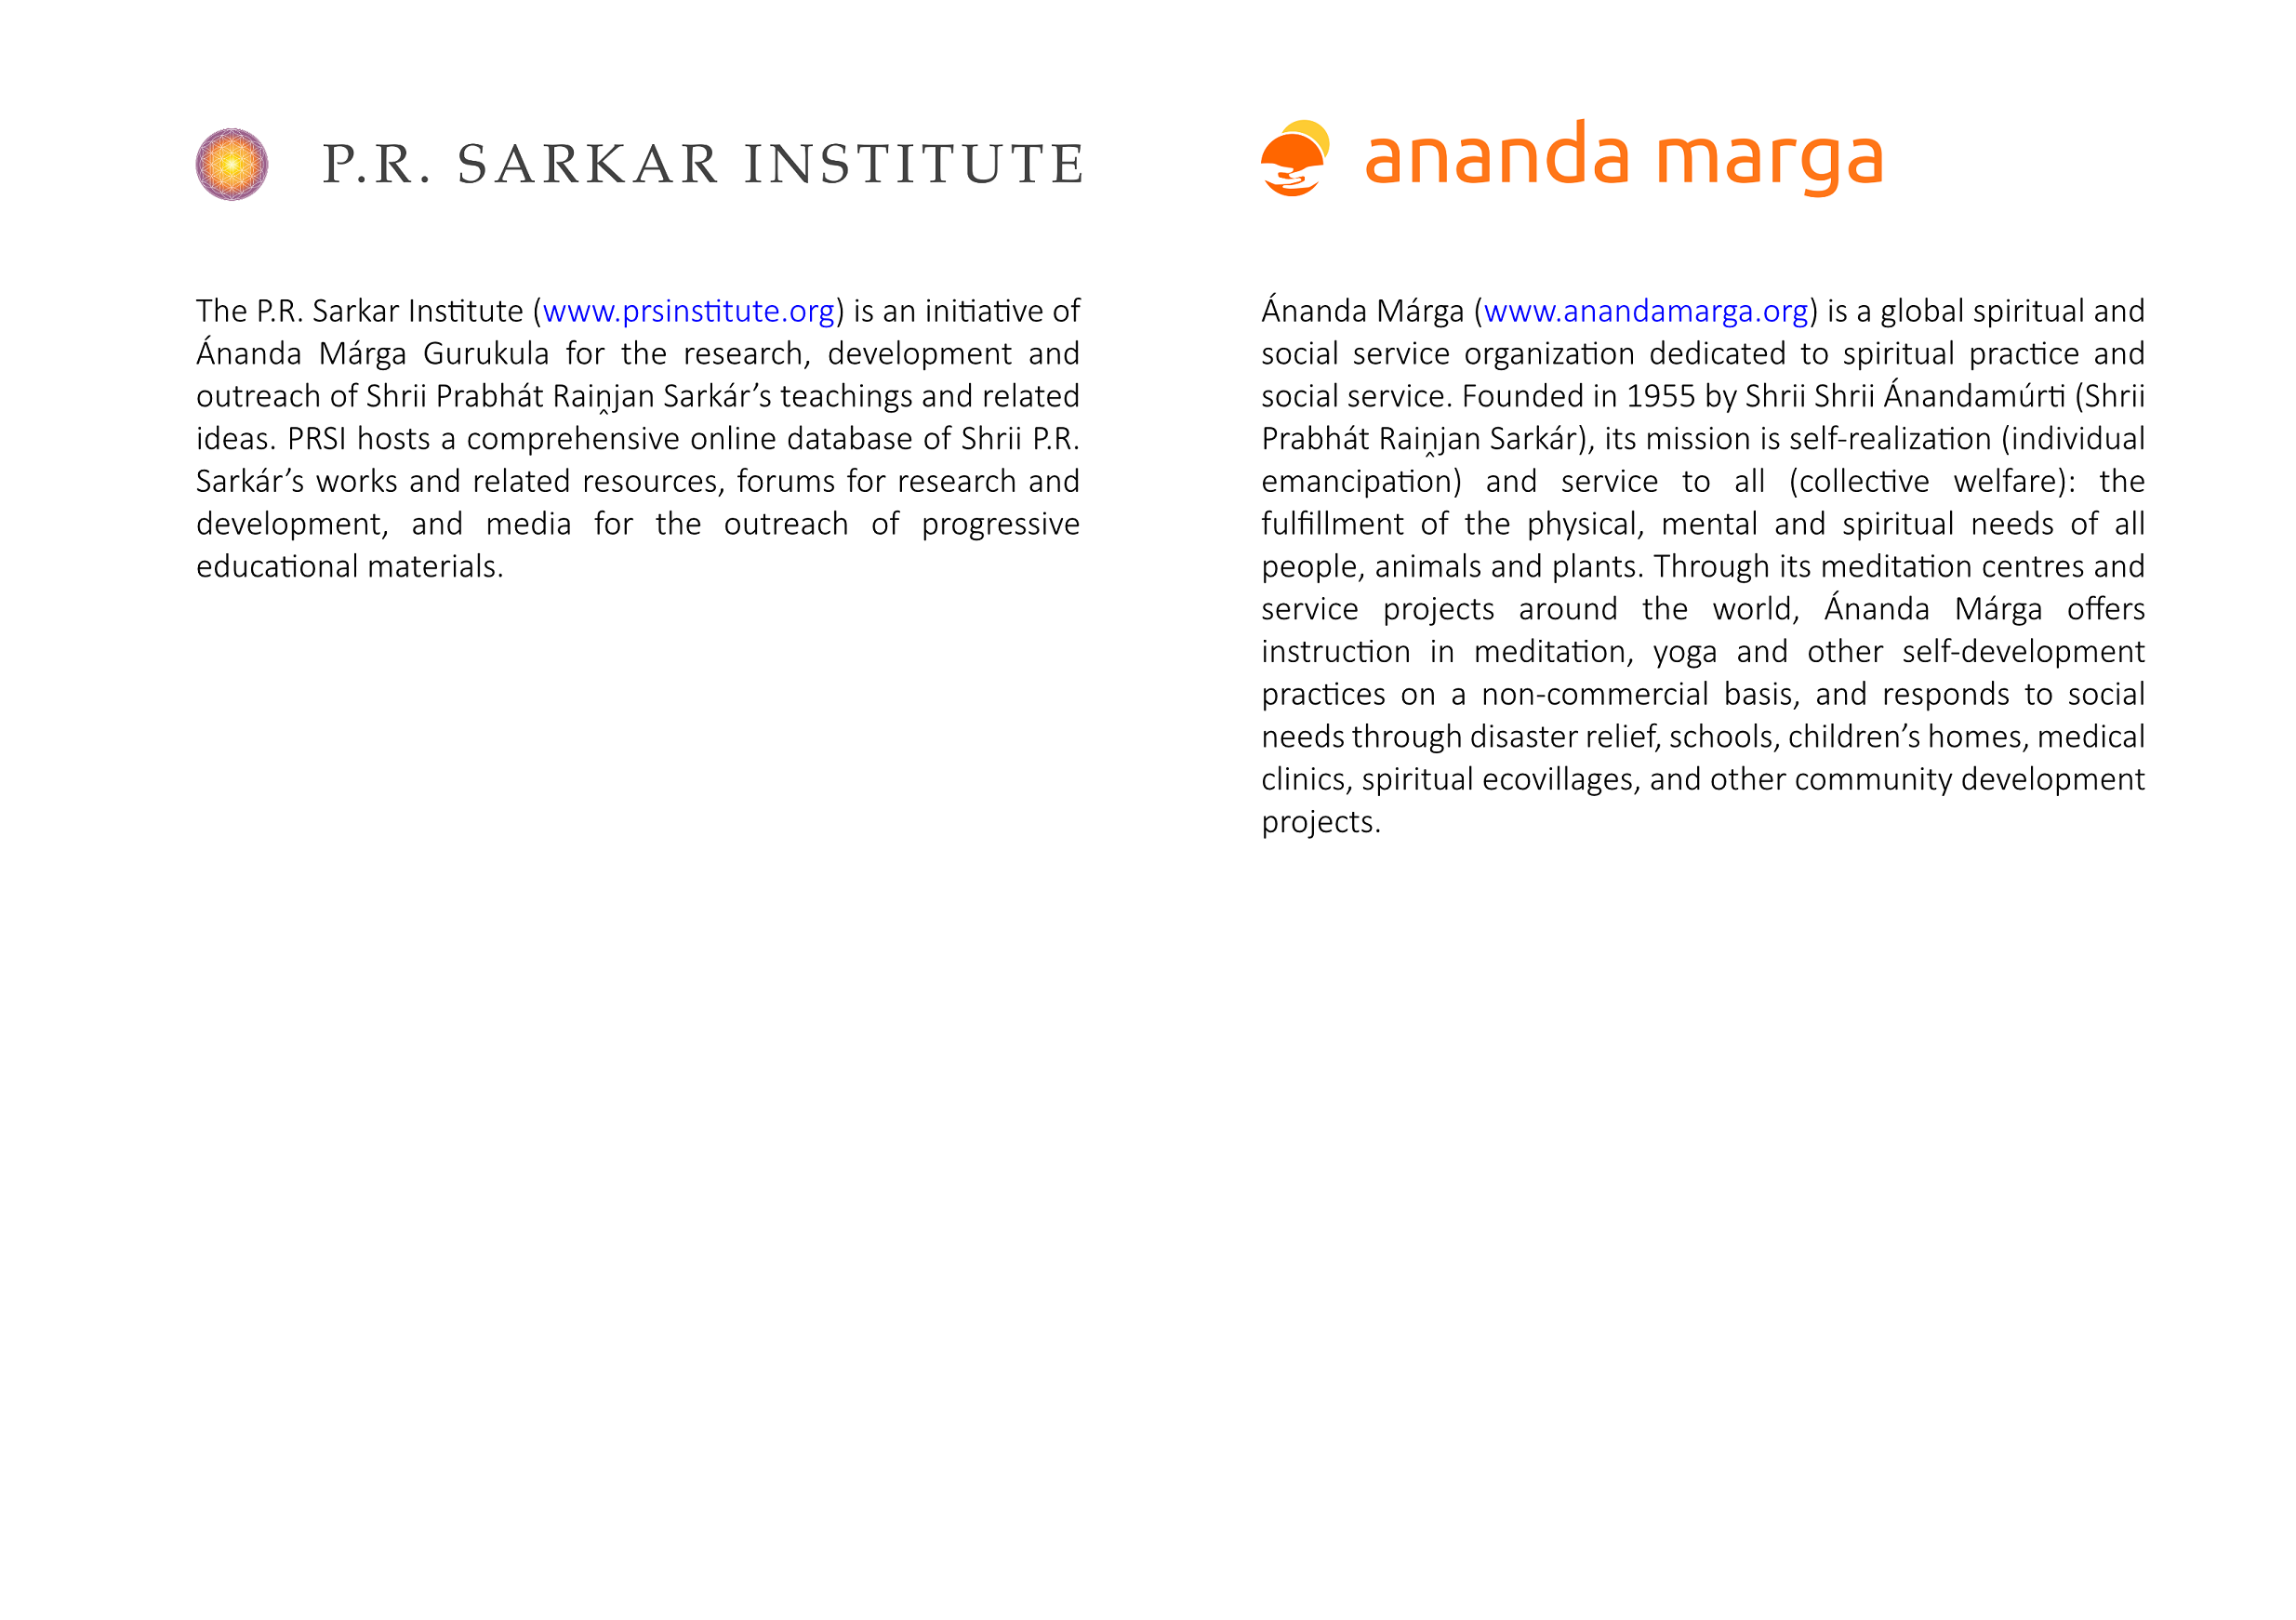 P.R. SARKAR INSTITUTE
The P.R. Sarkar Institute (www.prsinstitute.org) is an initiative of
Ánanda Márga Gurukula for the research, development and
outreach of Shrii Prabhát Raiṋjan Sarkár’s teachings and related
ideas. PRSI hosts a comprehensive online database of Shrii P.R.
Sarkár’s works and related resources, forums for research and
development, and media for the outreach of progressive
educational materials.
ananda marga
Ánanda Márga (www.anandamarga.org) is a global spiritual and
social service organization dedicated to spiritual practice and
social service. Founded in 1955 by Shrii Shrii Ánandamúrti (Shrii
Prabhát Raiṋjan Sarkár), its mission is self-realization (individual
emancipation) and service to all (collective welfare): the
fulfillment of the physical, mental and spiritual needs of all
people, animals and plants. Through its meditation centres and
service projects around the world, Ánanda Márga offers
instruction in meditation, yoga and other self-development
practices on a non-commercial basis, and responds to social
needs through disaster relief, schools, children’s homes, medical
clinics, spiritual ecovillages, and other community development
projects.